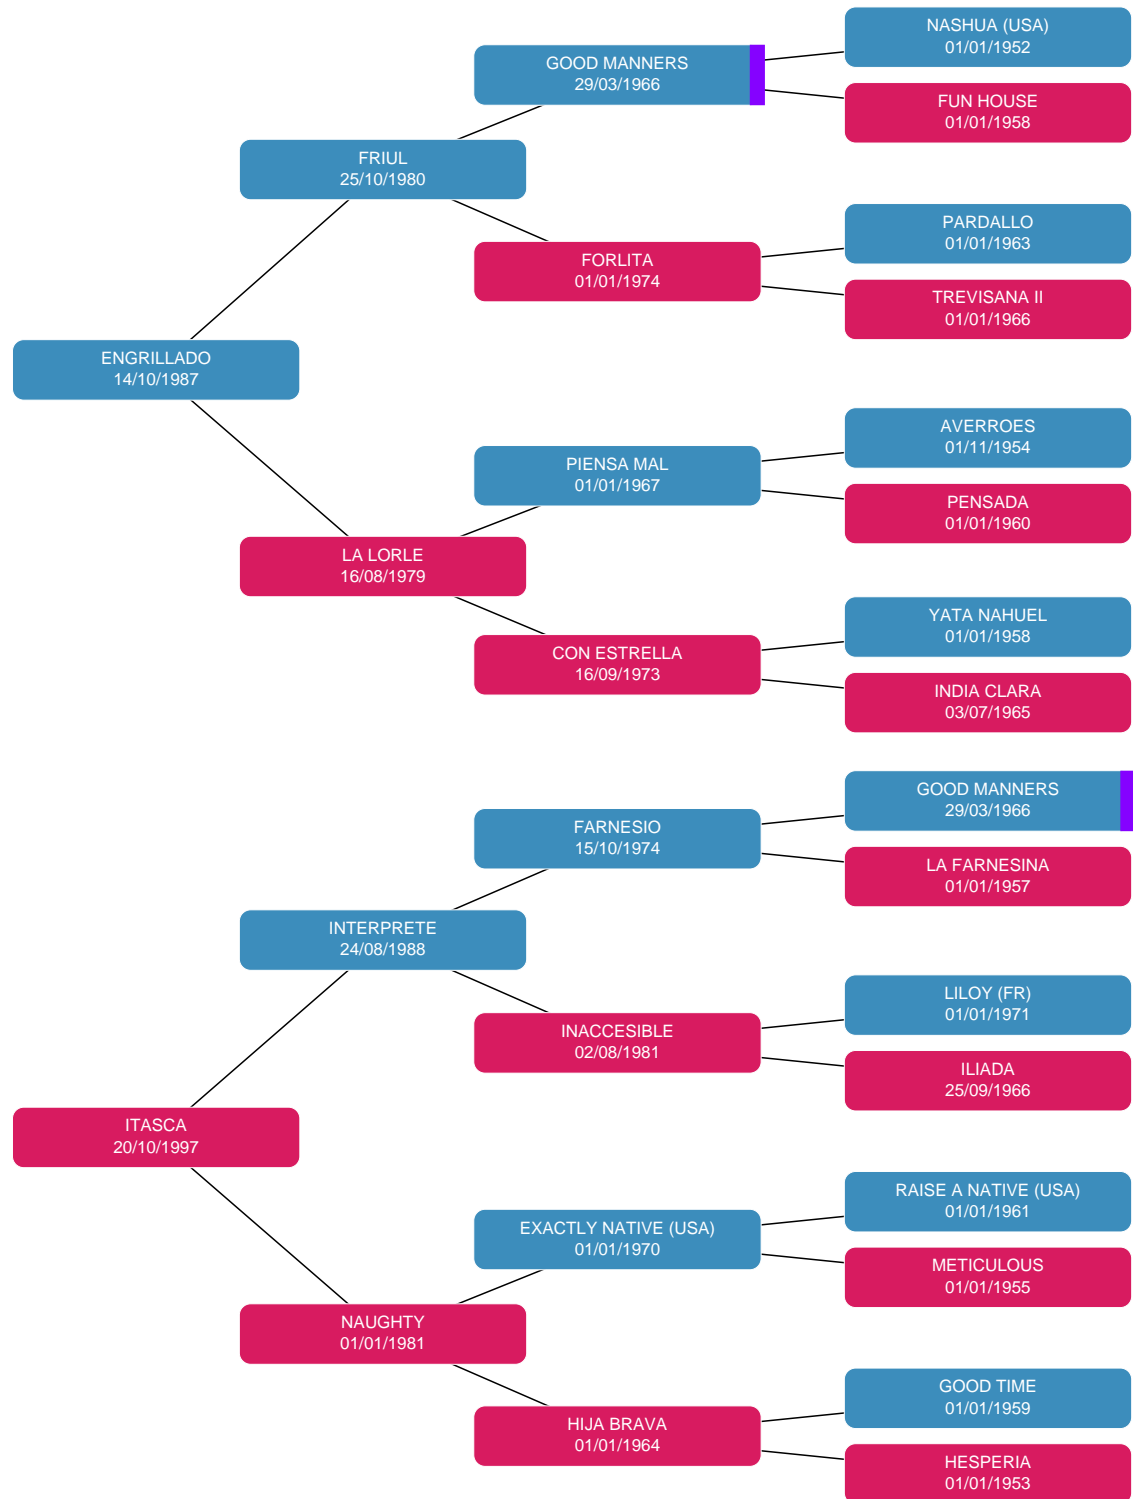 NASHUA (USA)
01/01/1952
GOOD MANNERS
29/03/1966
FUN HOUSE
01/01/1958
FRIUL
25/10/1980
PARDALLO
01/01/1963
FORLITA
01/01/1974
TREVISANA II
01/01/1966
ENGRILLADO
14/10/1987
AVERROES
01/11/1954
PIENSA MAL
01/01/1967
PENSADA
01/01/1960
LA LORLE
16/08/1979
YATA NAHUEL
01/01/1958
CON ESTRELLA
16/09/1973
INDIA CLARA
03/07/1965
GOOD MANNERS
29/03/1966
FARNESIO
15/10/1974
LA FARNESINA
01/01/1957
INTERPRETE
24/08/1988
LILOY (FR)
01/01/1971
INACCESIBLE
02/08/1981
ILIADA
25/09/1966
ITASCA
20/10/1997
RAISE A NATIVE (USA)
01/01/1961
EXACTLY NATIVE (USA)
01/01/1970
METICULOUS
01/01/1955
NAUGHTY
01/01/1981
GOOD TIME
01/01/1959
HIJA BRAVA
01/01/1964
HESPERIA
01/01/1953